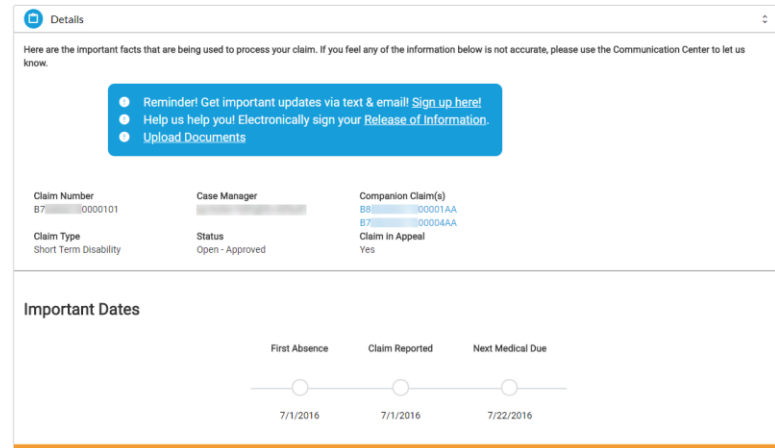 Details
Here are the important facts that are being used to process your claim. If you feel any of the information below is not accurate, please use the Communication Center to let us
know.
Reminder! Get important updates via text & email! Sign up here!
Help us help you! Electronically sign your Release of Information.
Upload Documents
Claim Number Case Manager Companion Claim(s)
B7 0000101 B8 00001AA
B7 00004AA
Claim Type Status Claim in Appeal
Short Term Disability Open - Approved Yes
Important Dates
First Absence Claim Reported Next Medical Due
7/1/2016 7/1/2016 7/22/2016